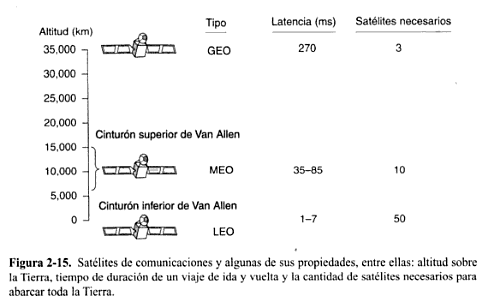 Altitud (km) Tipo Latencia (ms) Satélites necesarios
35,000 GEO 270 3
30,000
25,000
20,000
Cinturón superior de Van Allen
15,000
10,000 MEO 35–85 10
5,000
Cinturón inferior de Van Allen
0 LEO 1–7 50
Figura 2-15. Satélites de comunicaciones y algunas de sus propiedades, entre ellas: altitud sobre
la Tierra, tiempo de duración de un viaje de ida y vuelta y la cantidad de satélites necesarios para
abarcar toda la Tierra.